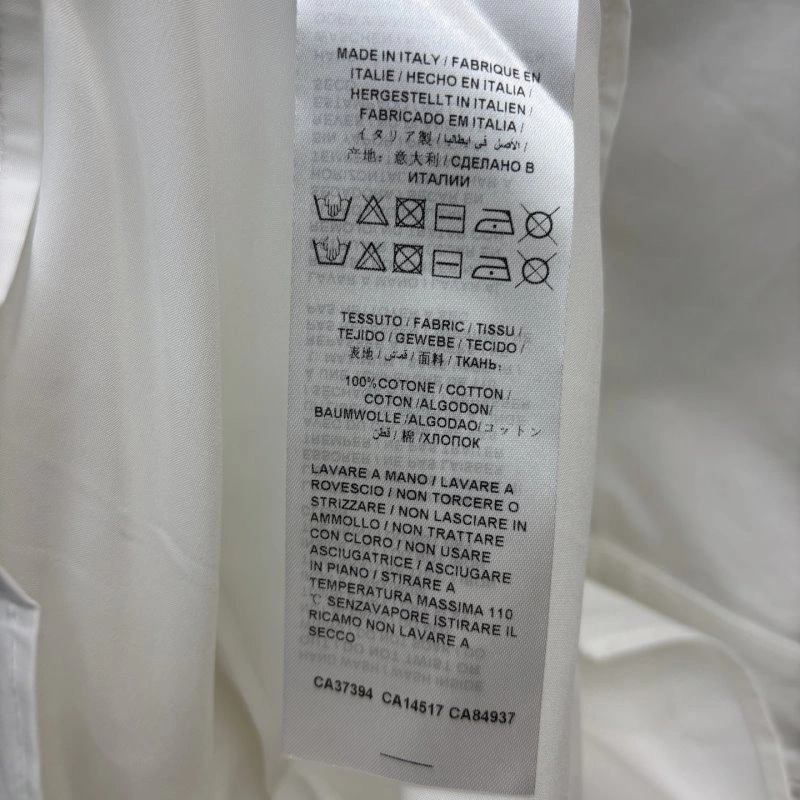 MADE IN ITALY / FABRIQUE EN
ITALIE / HECHO EN ITALIA /
HERGESTELLT IN ITALIEN /
FABRICADO EM ITALIA /
イタリア製 / الاصل في ايطاليا /
产地: 意大利 / СДЕЛАНО В
ИТАЛИИ
TESSUTO / FABRIC / TISSU /
TEJIDO / GEWEBE / TECIDO /
表地 / قماش / 面料 / ТКАНЬ:
100%COTONE / COTTON /
COTON /ALGODON/
BAUMWOLLE /ALGODAO/ コットン
قطن / 棉 /ХЛОПОК
LAVARE A MANO / LAVARE A
ROVESCIO / NON TORCERE O
STRIZZARE / NON LASCIARE IN
AMMOLLO / NON TRATTARE
CON CLORO / NON USARE
ASCIUGATRICE / ASCIUGARE
IN PIANO / STIRARE A
TEMPERATURA MASSIMA 110
℃ SENZAVAPORE ISTIRARE IL
RICAMO NON LAVARE A
SECCO
CA37394 CA14517 CA84937